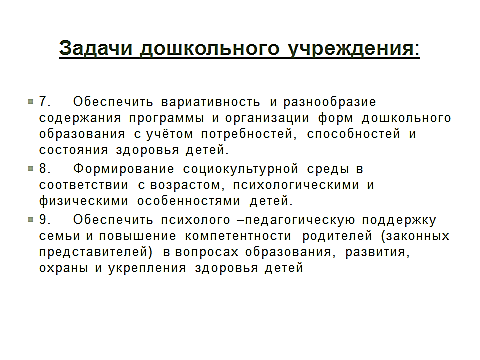 Задачи дошкольного учреждения:
7. Обеспечить вариативность и разнообразие
содержания программы и организации форм дошкольного
образования с учётом потребностей, способностей и
состояния здоровья детей.
8. Формирование социокультурной среды в
соответствии с возрастом, психологическими и
физическими особенностями детей.
9. Обеспечить психолого –педагогическую поддержку
семьи и повышение компетентности родителей (законных
представителей) в вопросах образования, развития,
охраны и укрепления здоровья детей